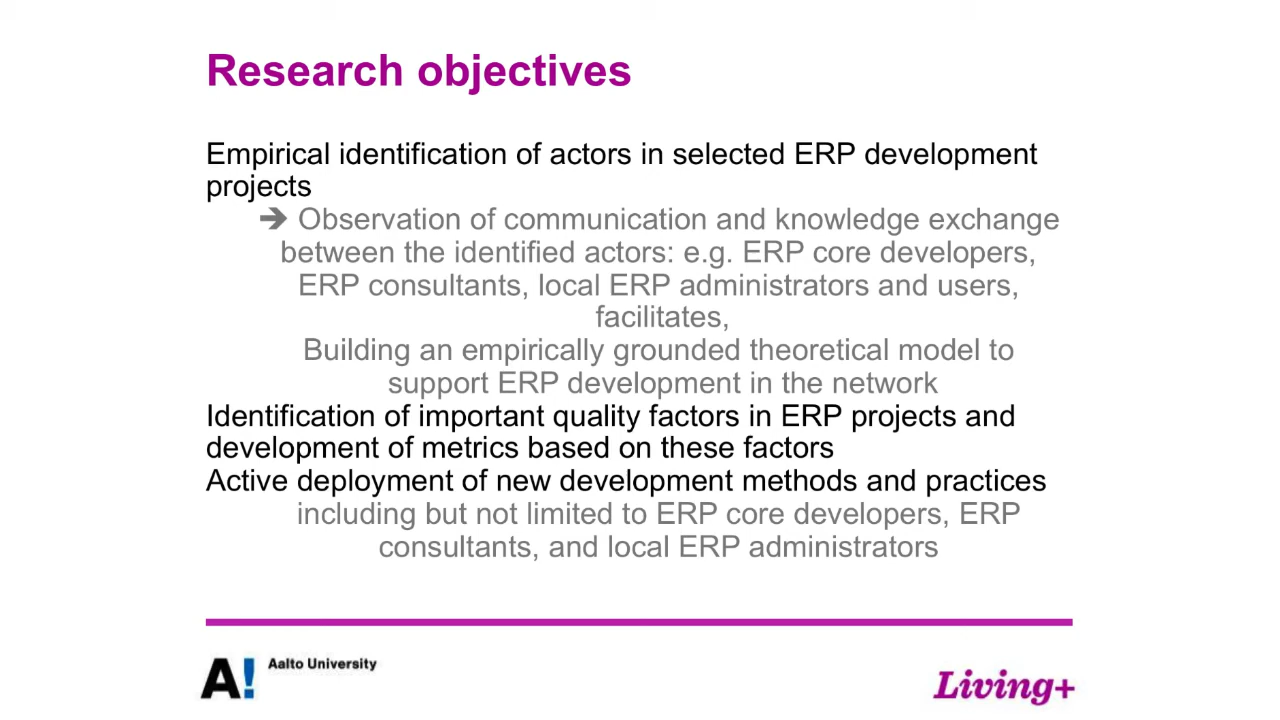 Research objectives
Empirical identification of actors in selected ERP development
projects
➔ Observation of communication and knowledge exchange
between the identified actors: e.g. ERP core developers,
ERP consultants, local ERP administrators and users,
facilitates,
Building an empirically grounded theoretical model to
support ERP development in the network
Identification of important quality factors in ERP projects and
development of metrics based on these factors
Active deployment of new development methods and practices
including but not limited to ERP core developers, ERP
consultants, and local ERP administrators
A! Aalto University
Living+